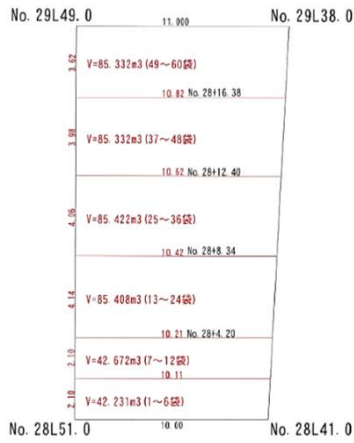 No. 29L49. 0
No. 29L38. 0
11.000
3.62
V=85. 332m3 (49〜60袋)
10.82 No. 28+16.38
3.98
V=85. 332m3 (37〜48袋)
10.62 No. 28+12.40
4.06
V=85. 422m3 (25〜36袋)
10.42 No. 28+8.34
4.14
V=85. 408m3 (13〜24袋)
10.21 No. 28+4.20
2.10
V=42. 672m3 (7〜12袋)
10.11
2.10
V=42. 231m3 (1〜6袋)
No. 28L51. 0
10.00
No. 28L41. 0